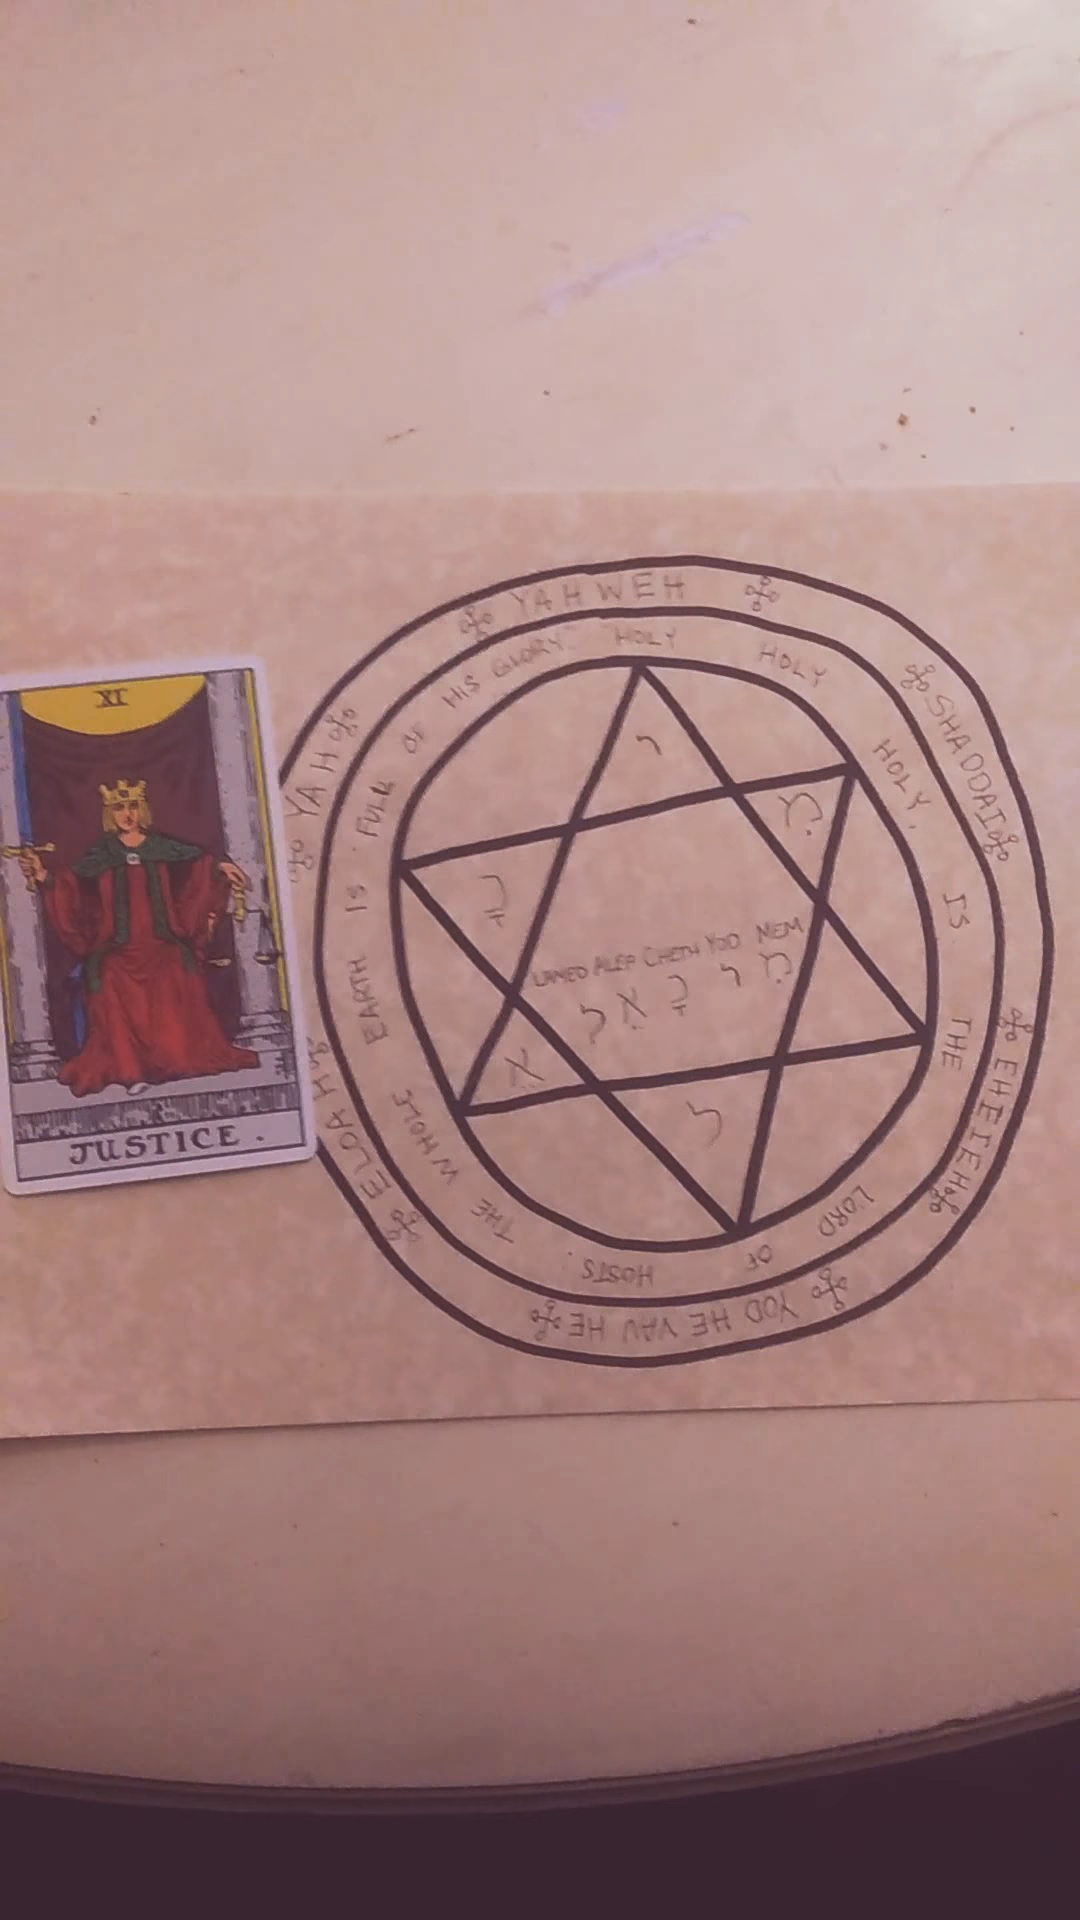 XI
JUSTICE.
YAHWEH
SHADDAI
EHEIEH
YOD HE VAV HE
ELOAH
YAH
"HOLY HOLY HOLY, IS THE LORD OF HOSTS. THE WHOLE EARTH IS FULL OF HIS GLORY."
י
מ
ח
LAMED ALEP CHETH YOD MEM
מ י ח א ל
א
ל